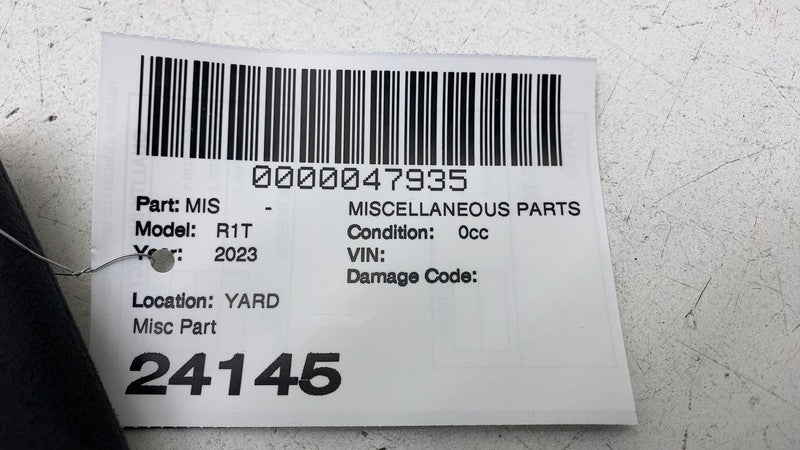 0000047935
Part: MIS - MISCELLANEOUS PARTS
Model: R1T Condition: 0cc
Year: 2023 VIN:
Damage Code:
Location: YARD
Misc Part
24145